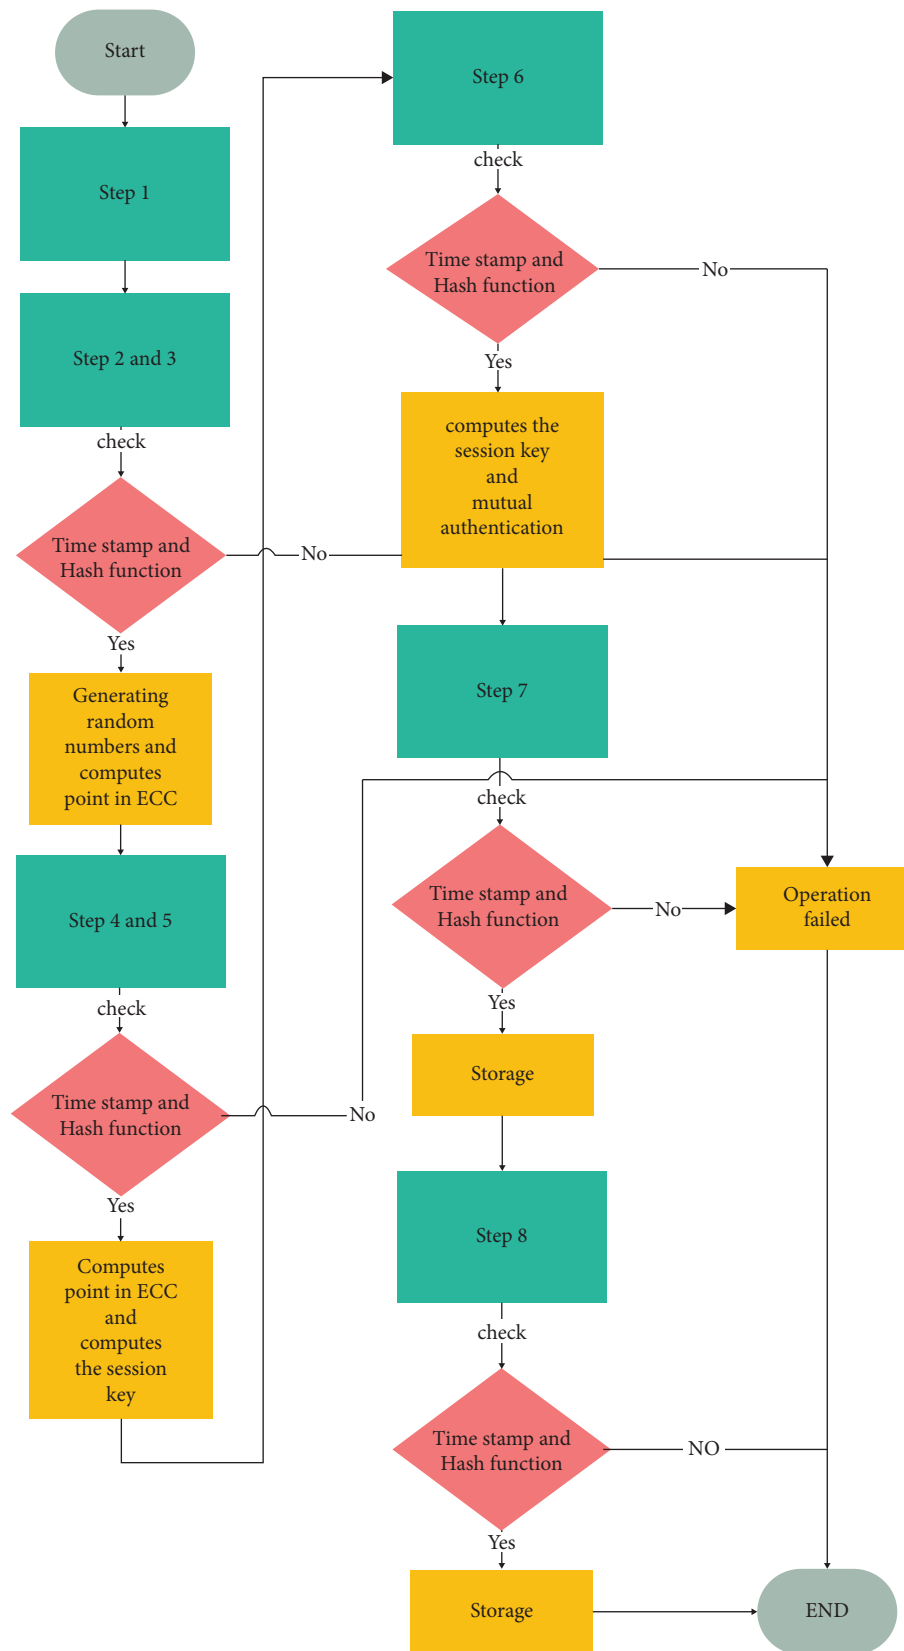 Start
Step 1
Step 2 and 3
check
Time stamp and
Hash function
No
Yes
Generating
random
numbers and
computes
point in ECC
Step 4 and 5
check
Time stamp and
Hash function
No
Yes
Computes
point in ECC
and
computes
the session
key
Step 6
check
Time stamp and
Hash function
No
Yes
computes the
session key
and
mutual
authentication
Step 7
check
Time stamp and
Hash function
No
Operation
failed
Yes
Storage
Step 8
check
Time stamp and
Hash function
NO
Yes
Storage
END